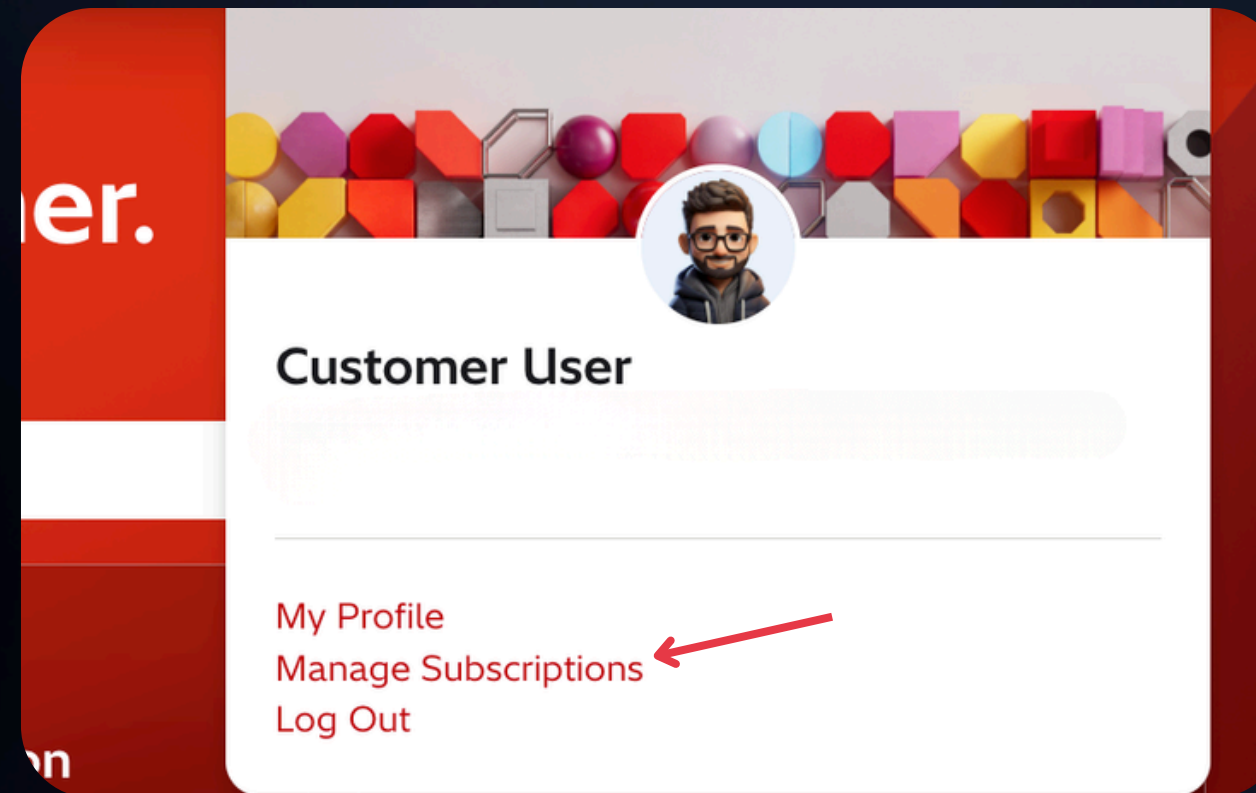 er.
Customer User
My Profile
Manage Subscriptions
Log Out
on